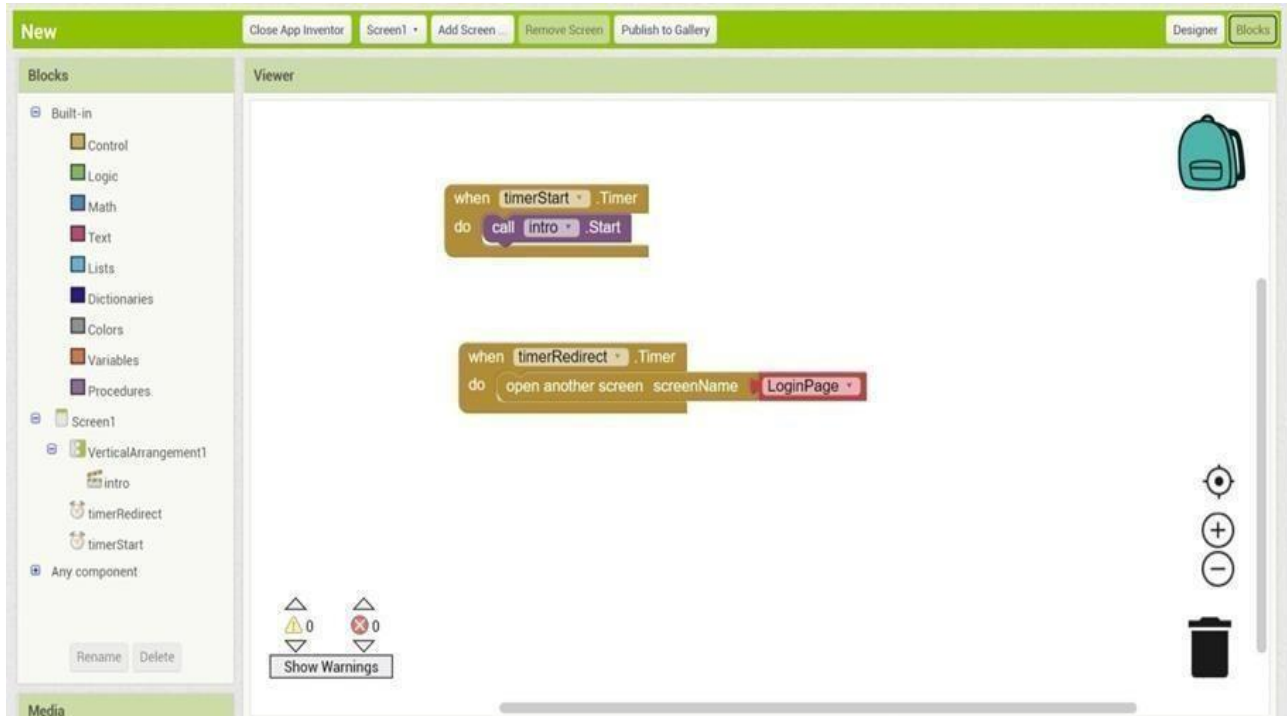 New Close App Inventor Screen1 Add Screen ... Remove Screen Publish to Gallery Designer Blocks
Blocks
Viewer
Built-in
Control
Logic
Math
Text
Lists
Dictionaries
Colors
Variables
Procedures
Screen1
VerticalArrangement1
intro
timerRedirect
timerStart
Any component
Rename Delete
Media
when timerStart .Timer
do call intro .Start
when timerRedirect .Timer
do open another screen screenName LoginPage
0 0
Show Warnings